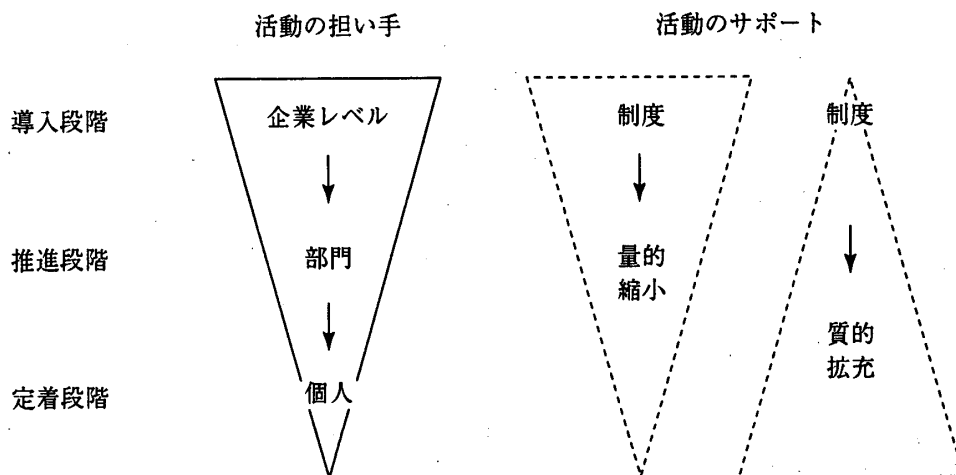 活動の担い手
活動のサポート
導入段階
企業レベル
制度
制度
推進段階
部門
量的
縮小
質的
拡充
定着段階
個人